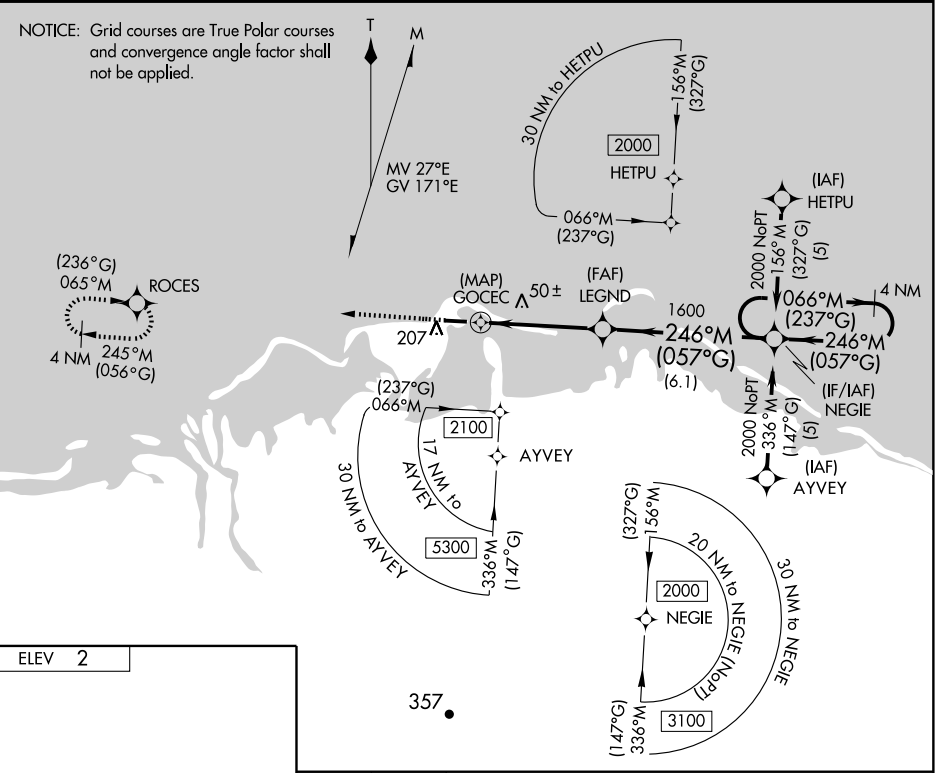 NOTICE: Grid courses are True Polar courses
and convergence angle factor shall
not be applied.
T
M
MV 27°E
GV 171°E
30 NM to HETPU
156°M
(327°G)
2000
HETPU
066°M
(237°G)
(IAF)
HETPU
2000 NoPT
156°M
(327°G)
(5)
(236°G)
065°M
ROCES
4 NM
245°M
(056°G)
(MAP)
GOCEC
50±
(FAF)
LEGND
207
1600
246°M
(057°G)
(6.1)
066°M
(237°G)
4 NM
246°M
(057°G)
(IF/IAF)
NEGIE
2000 NoPT
336°M
(147°G)
(5)
(IAF)
AYVEY
(237°G)
066°M
2100
AYVEY
17 NM to
AYVEY
30 NM to AYVEY
5300
336°M
(147°G)
(327°G)
156°M
20 NM to NEGIE (NoPT)
30 NM to NEGIE
2000
NEGIE
3100
(147°G)
336°M
ELEV 2
357